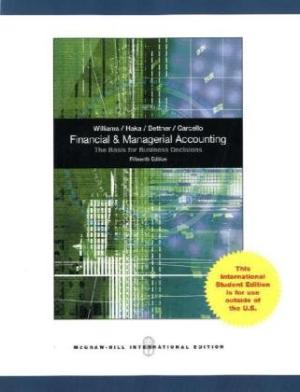 Williams / Haka / Bettner / Carcello
Financial & Managerial Accounting
The Basis for Business Decisions
Fifteenth Edition
This
International
Student Edition
is for use
outside of
the U.S.
McGRAW-HILL INTERNATIONAL EDITION